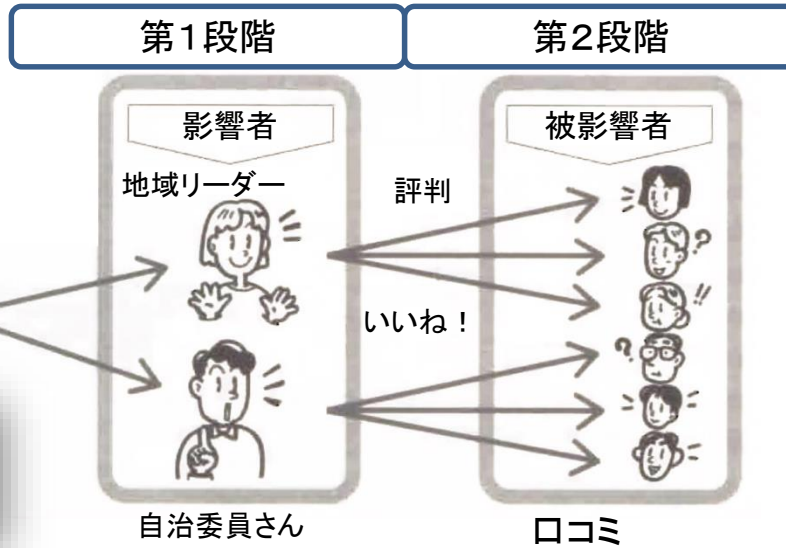 第１段階
第２段階
影響者
被影響者
地域リーダー
評判
いいね！
自治委員さん
口コミ